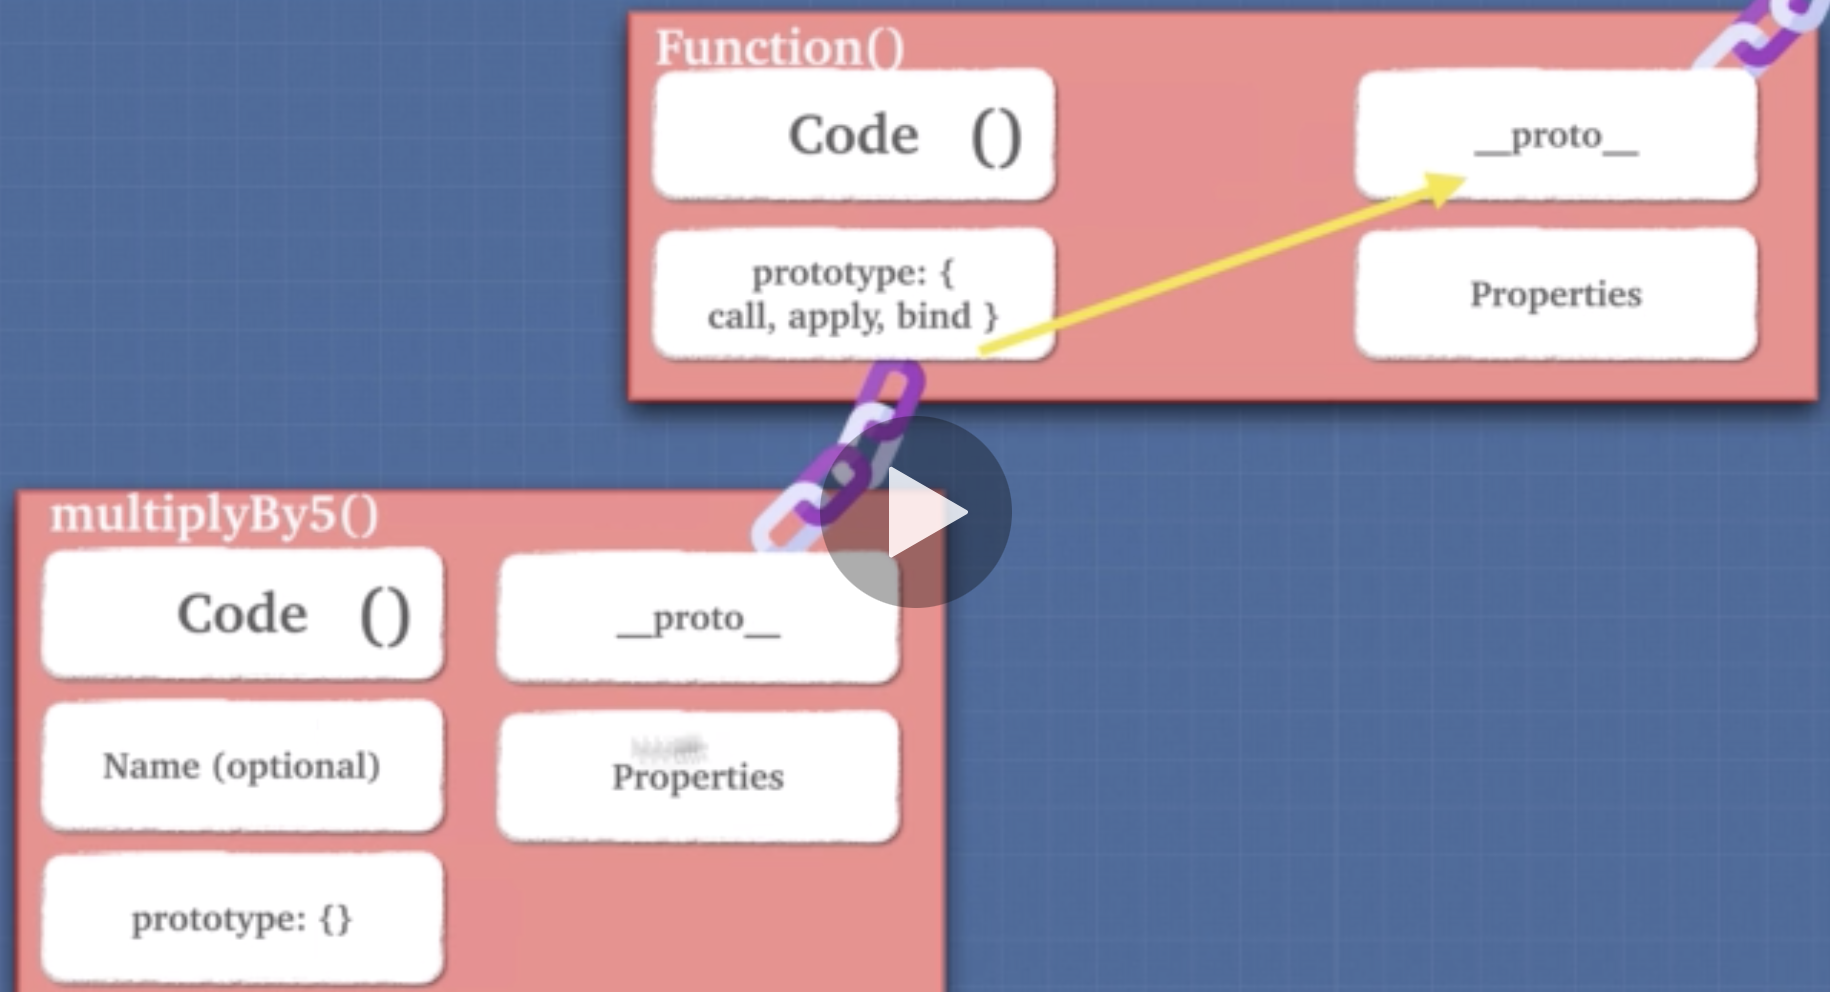 Function()
Code ()
__proto__
prototype: {
call, apply, bind }
Properties
multiplyBy5()
Code ()
__proto__
Name (optional)
Properties
prototype: {}